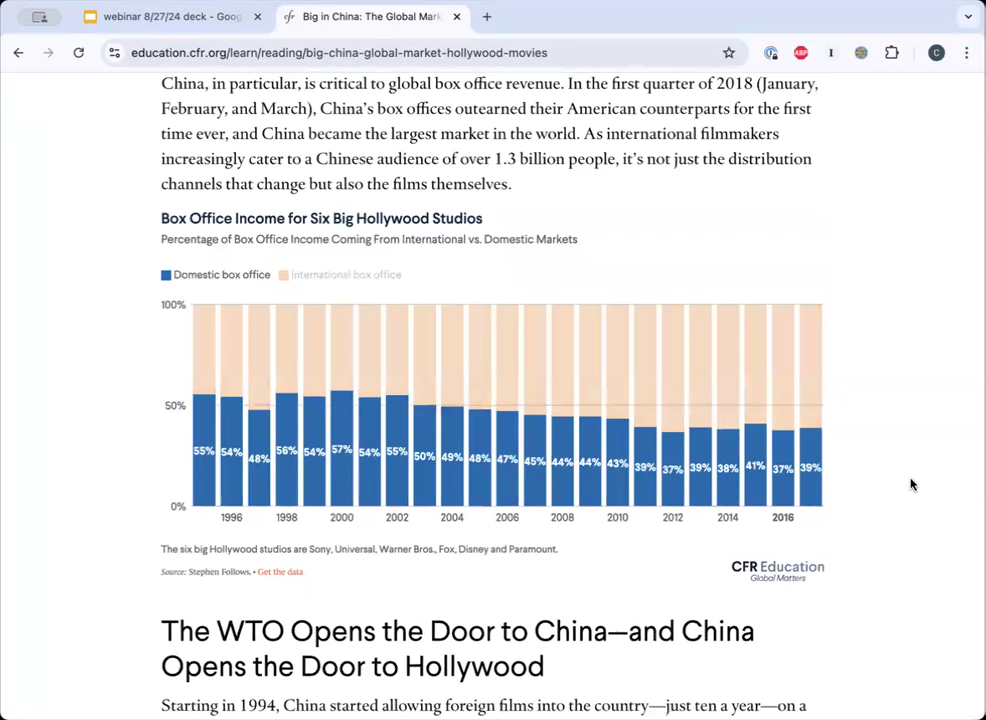 webinar 8/27/24 deck - Goog
Big in China: The Global Mark
education.cfr.org/learn/reading/big-china-global-market-hollywood-movies
ABP
I
C
China, in particular, is critical to global box office revenue. In the first quarter of 2018 (January,
February, and March), China's box offices outearned their American counterparts for the first
time ever, and China became the largest market in the world. As international filmmakers
increasingly cater to a Chinese audience of over 1.3 billion people, it's not just the distribution
channels that change but also the films themselves.
Box Office Income for Six Big Hollywood Studios
Percentage of Box Office Income Coming From International vs. Domestic Markets
Domestic box office International box office
100%
50%
0%
55% 54% 48% 56% 54% 57% 54% 55% 50% 49% 48% 47% 45% 44% 44% 43% 39% 37% 39% 38% 41% 37% 39%
1996 1998 2000 2002 2004 2006 2008 2010 2012 2014 2016
The six big Hollywood studios are Sony, Universal, Warner Bros., Fox, Disney and Paramount.
Source: Stephen Follows. • Get the data
CFR Education
Global Matters
The WTO Opens the Door to China—and China
Opens the Door to Hollywood
Starting in 1994, China started allowing foreign films into the country—just ten a year—on a